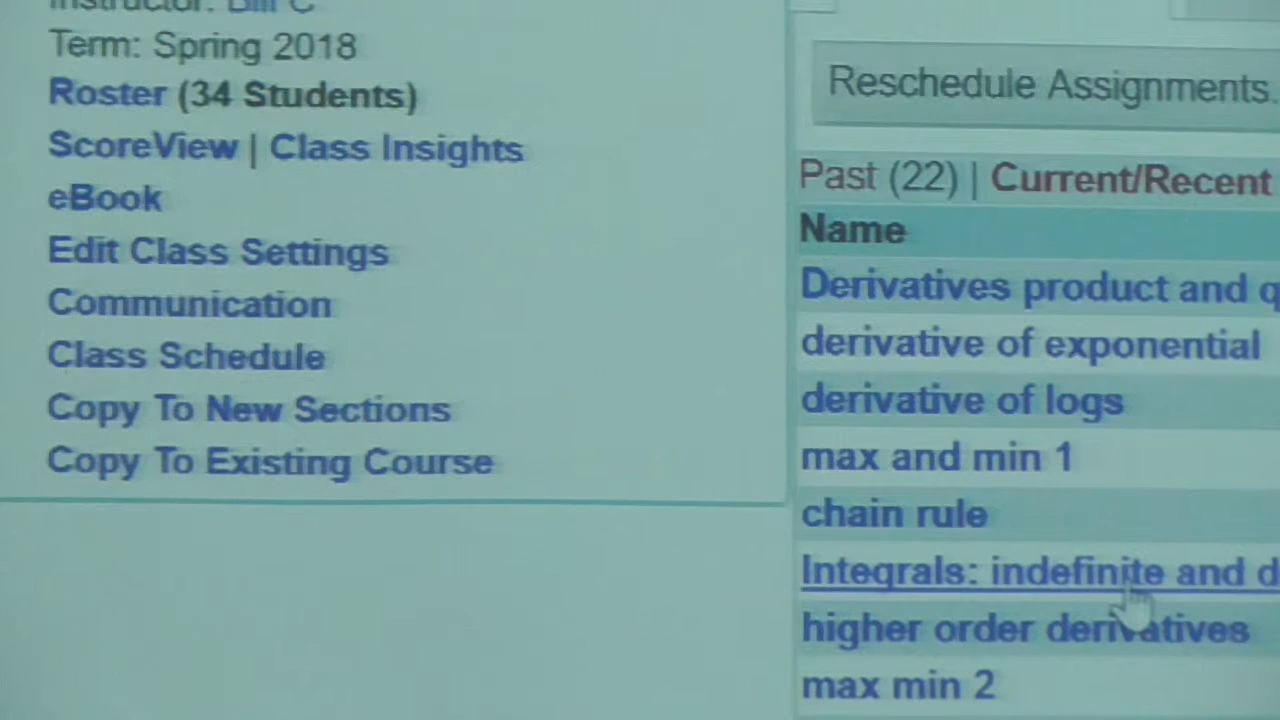 Instructor: Bill C
Term: Spring 2018
Roster (34 Students)
ScoreView | Class Insights
eBook
Edit Class Settings
Communication
Class Schedule
Copy To New Sections
Copy To Existing Course
Reschedule Assignments.
Past (22) | Current/Recent
Name
Derivatives product and q
derivative of exponential
derivative of logs
max and min 1
chain rule
Integrals: indefinite and d
higher order derivatives
max min 2